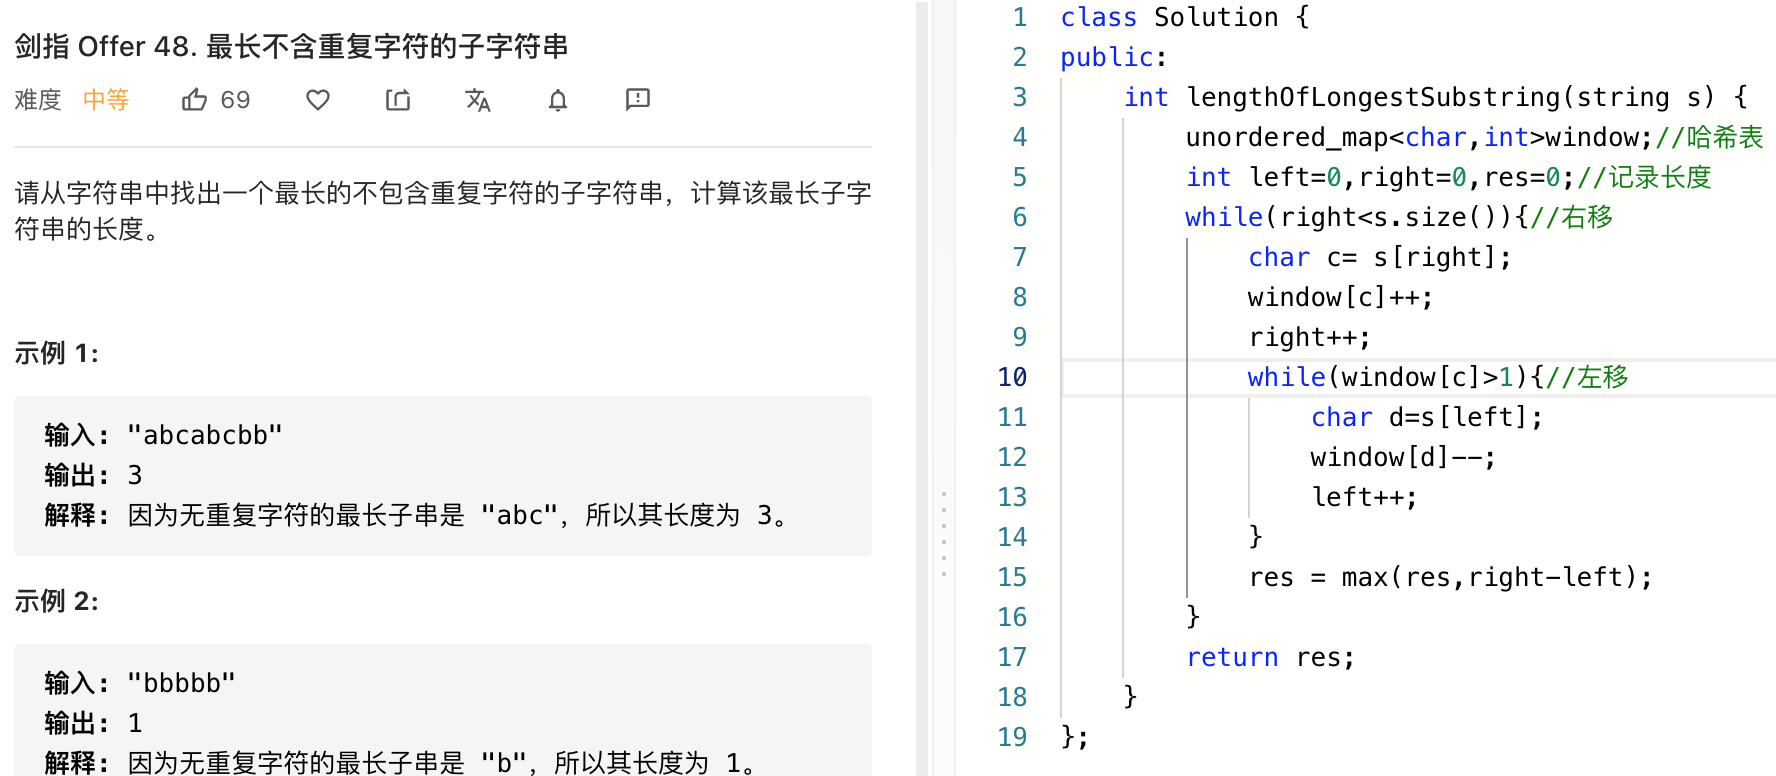 剑指 Offer 48. 最长不含重复字符的子字符串
难度 中等 69
请从字符串中找出一个最长的不包含重复字符的子字符串，计算该最长子字
符串的长度。
示例 1:
输入: "abcabcbb"
输出: 3
解释: 因为无重复字符的最长子串是 "abc"，所以其长度为 3。
示例 2:
输入: "bbbbb"
输出: 1
解释: 因为无重复字符的最长子串是 "b"，所以其长度为 1。
1 class Solution {
2 public:
3 int lengthOfLongestSubstring(string s) {
4 unordered_map<char,int>window;//哈希表
5 int left=0,right=0,res=0;//记录长度
6 while(right<s.size()){//右移
7 char c= s[right];
8 window[c]++;
9 right++;
10 while(window[c]>1){//左移
11 char d=s[left];
12 window[d]--;
13 left++;
14 }
15 res = max(res,right-left);
16 }
17 return res;
18 }
19 };